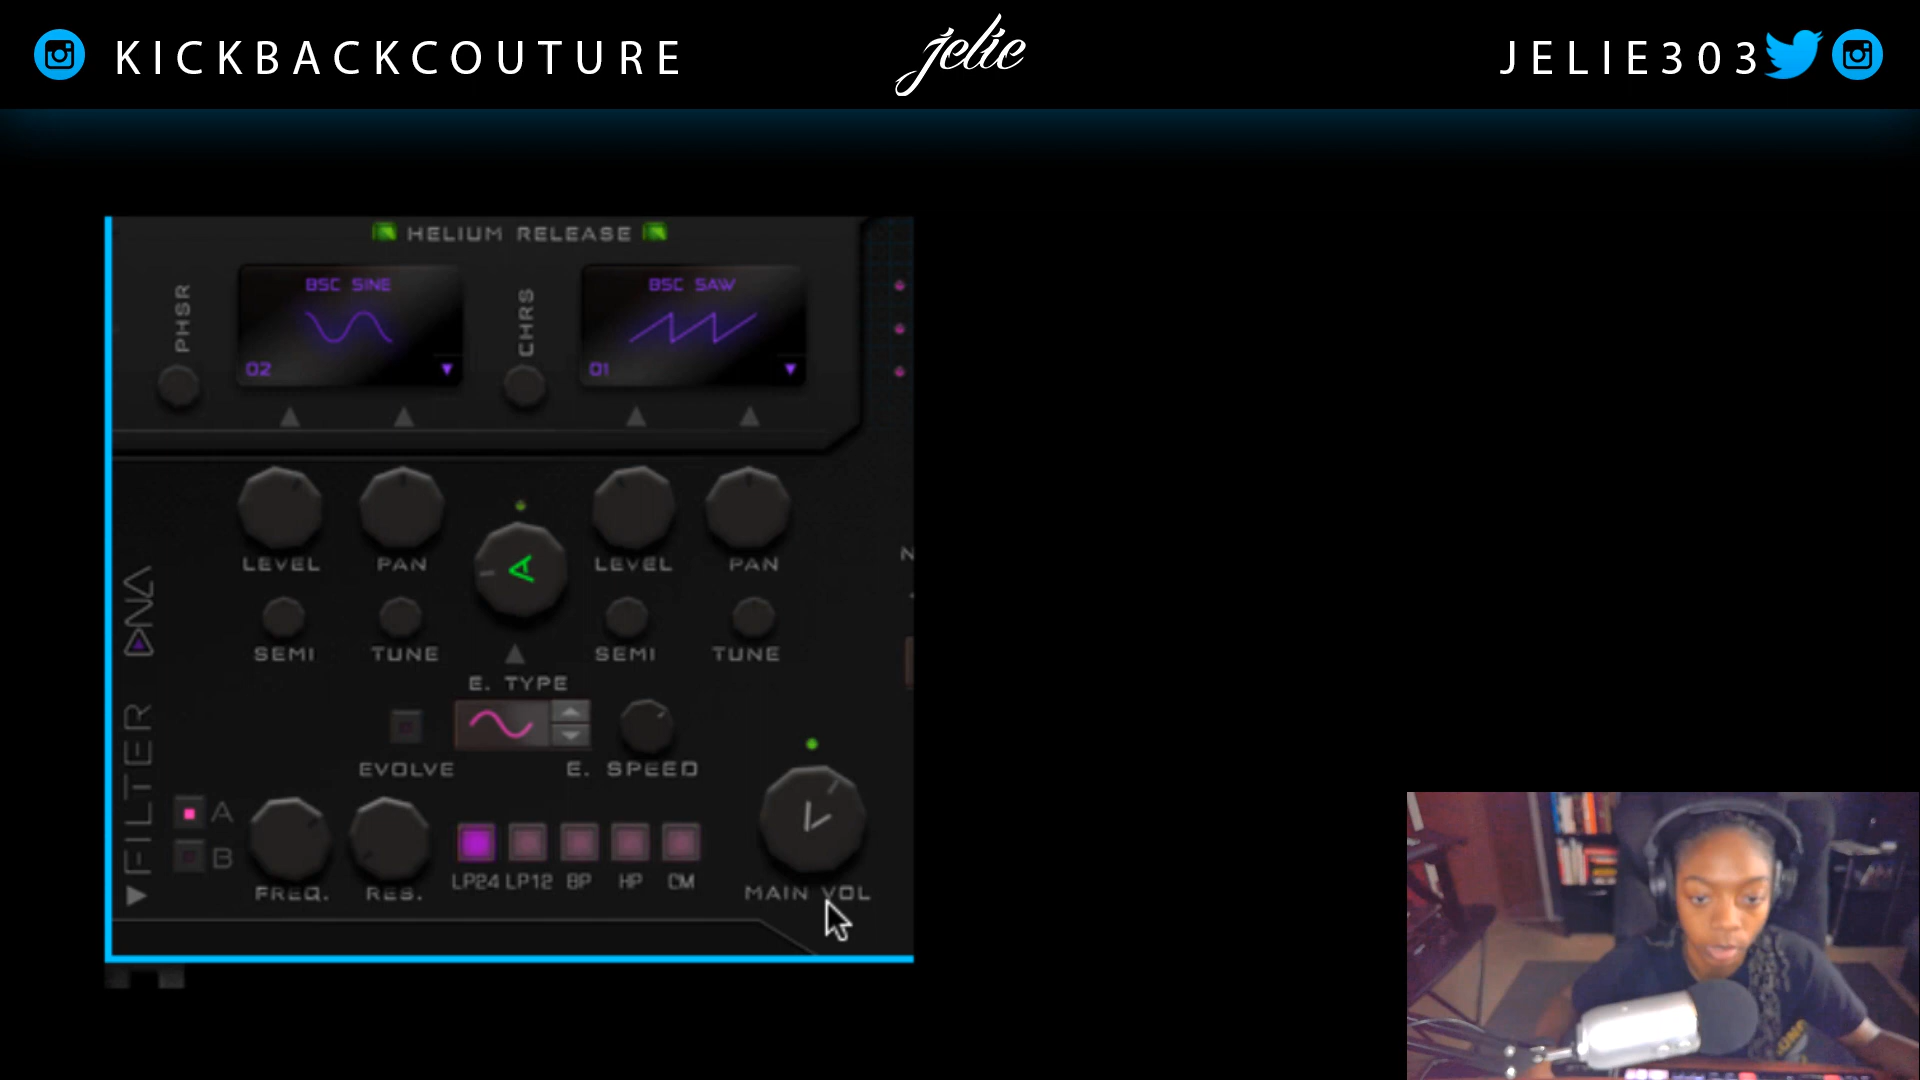 KICKBACKCOUTURE
jelie
JELIE303
HELIUM RELEASE
PHSR
BSC SINE
02
CHRS
BSC SAW
01
LEVEL
PAN
A
LEVEL
PAN
N
SEMI
TUNE
SEMI
TUNE
DNA
E. TYPE
EVOLVE
E. SPEED
FILTER
A
B
FREQ.
RES.
LP24 LP12 BP HP CM
MAIN VOL